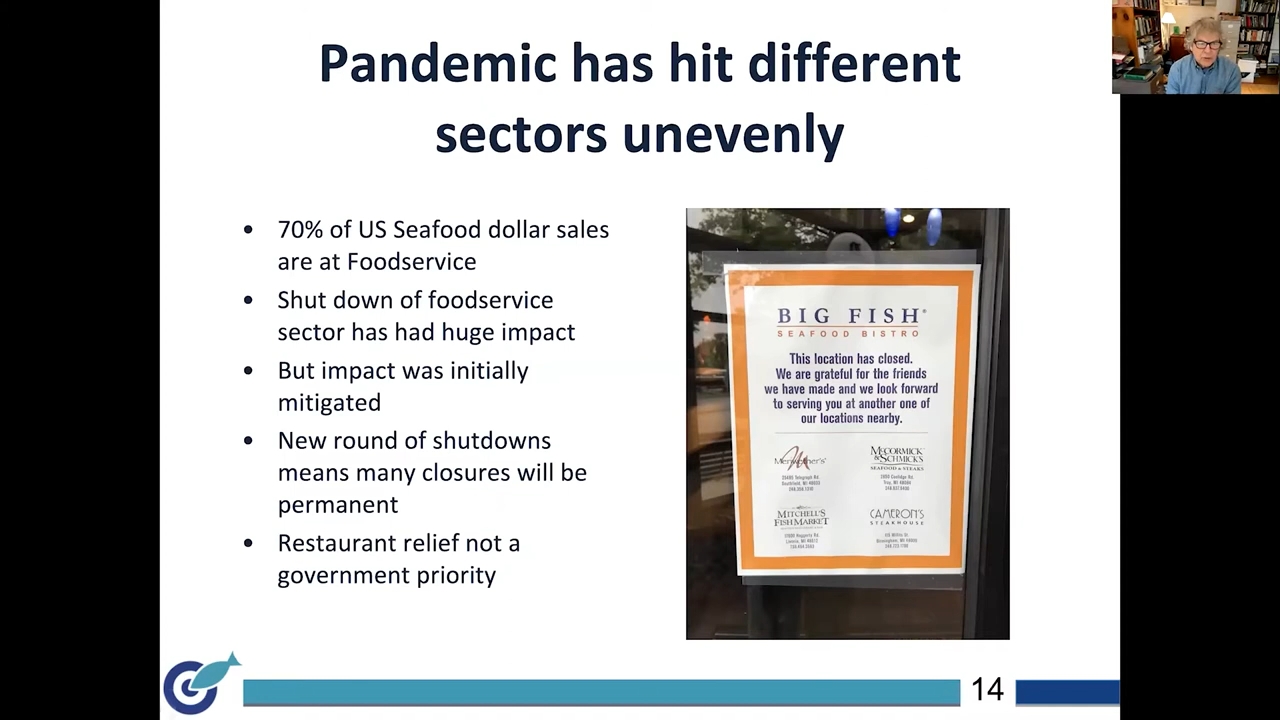 Pandemic has hit different
sectors unevenly
• 70% of US Seafood dollar sales
are at Foodservice
• Shut down of foodservice
sector has had huge impact
• But impact was initially
mitigated
• New round of shutdowns
means many closures will be
permanent
• Restaurant relief not a
government priority
BIG FISH
SEAFOOD BISTRO
This location has closed.
We are grateful for the friends
we have made and we look forward
to serving you at another one of
our locations nearby.
Meriwether's
McCORMICK
& SCHMICK'S
SEAFOOD & STEAKS
MITCHELL'S
FISH MARKET
CAMERON'S
STEAKHOUSE
14